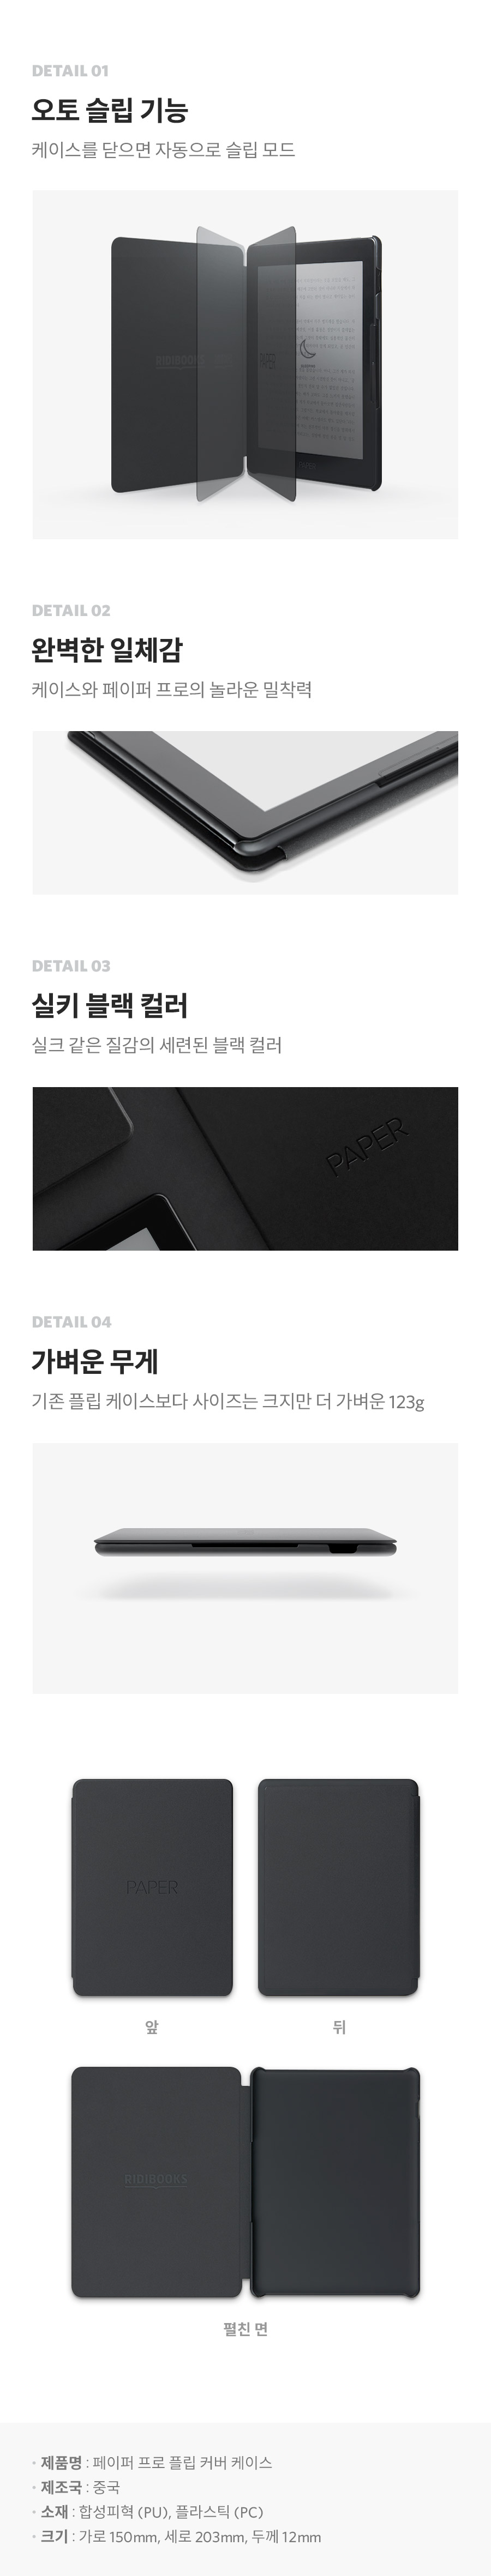 DETAIL 01
오토 슬립 기능
케이스를 닫으면 자동으로 슬립 모드
RIDIBOOKS
DETAIL 02
완벽한 일체감
케이스와 페이퍼 프로의 놀라운 밀착력
DETAIL 03
실키 블랙 컬러
실크 같은 질감의 세련된 블랙 컬러
PAPER
DETAIL 04
가벼운 무게
기존 플립 케이스보다 사이즈는 크지만 더 가벼운 123g
PAPER
앞
뒤
RIDIBOOKS
펼친 면
• 제품명 : 페이퍼 프로 플립 커버 케이스
• 제조국 : 중국
• 소재 : 합성피혁 (PU), 플라스틱 (PC)
• 크기 : 가로 150mm, 세로 203mm, 두께 12mm